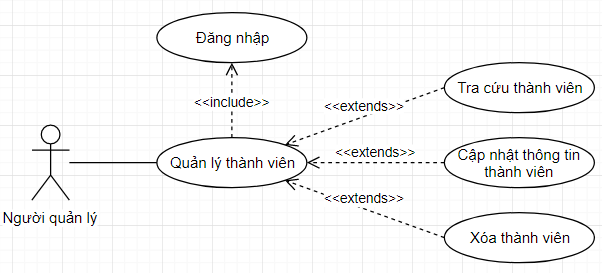 Đăng nhập
<<include>>
Tra cứu thành viên
<<extends>>
Quản lý thành viên
<<extends>>
Cập nhật thông tin
thành viên
<<extends>>
Người quản lý
Xóa thành viên